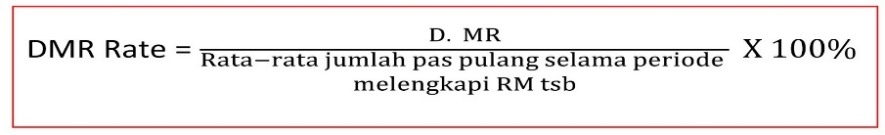 DMR Rate = D. MR / Rata−rata jumlah pas pulang selama periode melengkapi RM tsb X 100%